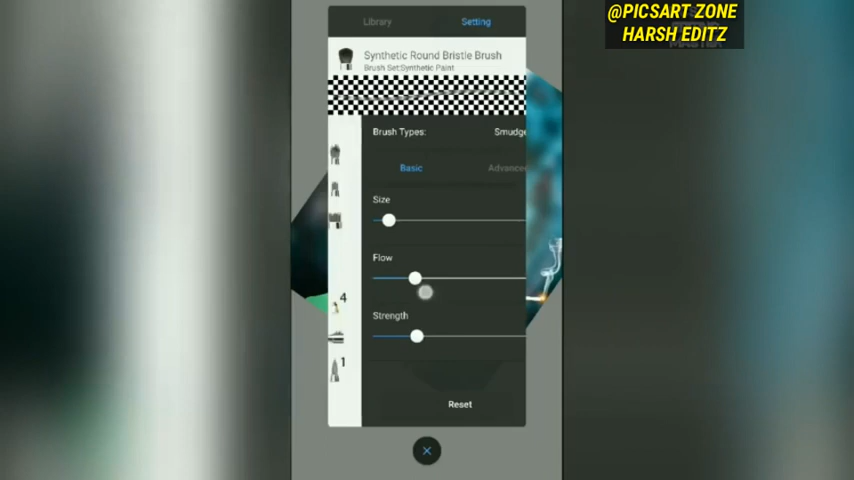 @PICSART ZONE
HARSH EDITZ
Library
Setting
Synthetic Round Bristle Brush
Brush Set:Synthetic Paint
Brush Types:
Smudge
Basic
Advanced
Size
Flow
4
Strength
1
Reset